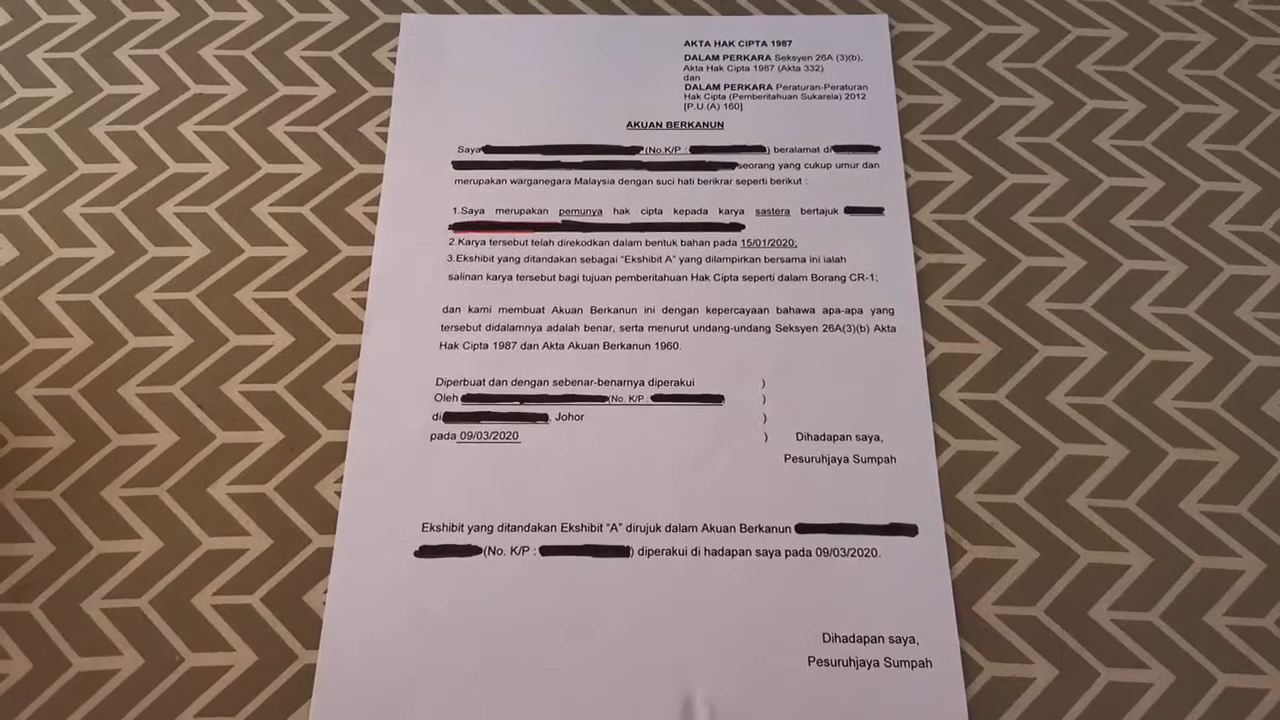 AKTA HAK CIPTA 1987
DALAM PERKARA Seksyen 26A (3)(b),
Akta Hak Cipta 1987 (Akta 332)
dan
DALAM PERKARA Peraturan-Peraturan
Hak Cipta (Pemberitahuan Sukarela) 2012
[P.U.(A) 160]
AKUAN BERKANUN
Saya (No.K/P : ) beralamat di
seorang yang cukup umur dan
merupakan warganegara Malaysia dengan suci hati berikrar seperti berikut :
1.Saya merupakan pemunya hak cipta kepada karya sastera bertajuk
2.Karya tersebut telah direkodkan dalam bentuk bahan pada 15/01/2020;
3.Ekshibit yang ditandakan sebagai “Ekshibit A” yang dilampirkan bersama ini ialah
salinan karya tersebut bagi tujuan pemberitahuan Hak Cipta seperti dalam Borang CR-1;
dan kami membuat Akuan Berkanun ini dengan kepercayaan bahawa apa-apa yang
tersebut didalamnya adalah benar, serta menurut undang-undang Seksyen 26A(3)(b) Akta
Hak Cipta 1987 dan Akta Akuan Berkanun 1960.
Diperbuat dan dengan sebenar-benarnya diperakui )
Oleh (No. K/P : )
di , Johor )
pada 09/03/2020 ) Dihadapan saya,
Pesuruhjaya Sumpah
Ekshibit yang ditandakan Ekshibit “A” dirujuk dalam Akuan Berkanun
(No. K/P : ) diperakui di hadapan saya pada 09/03/2020.
Dihadapan saya,
Pesuruhjaya Sumpah